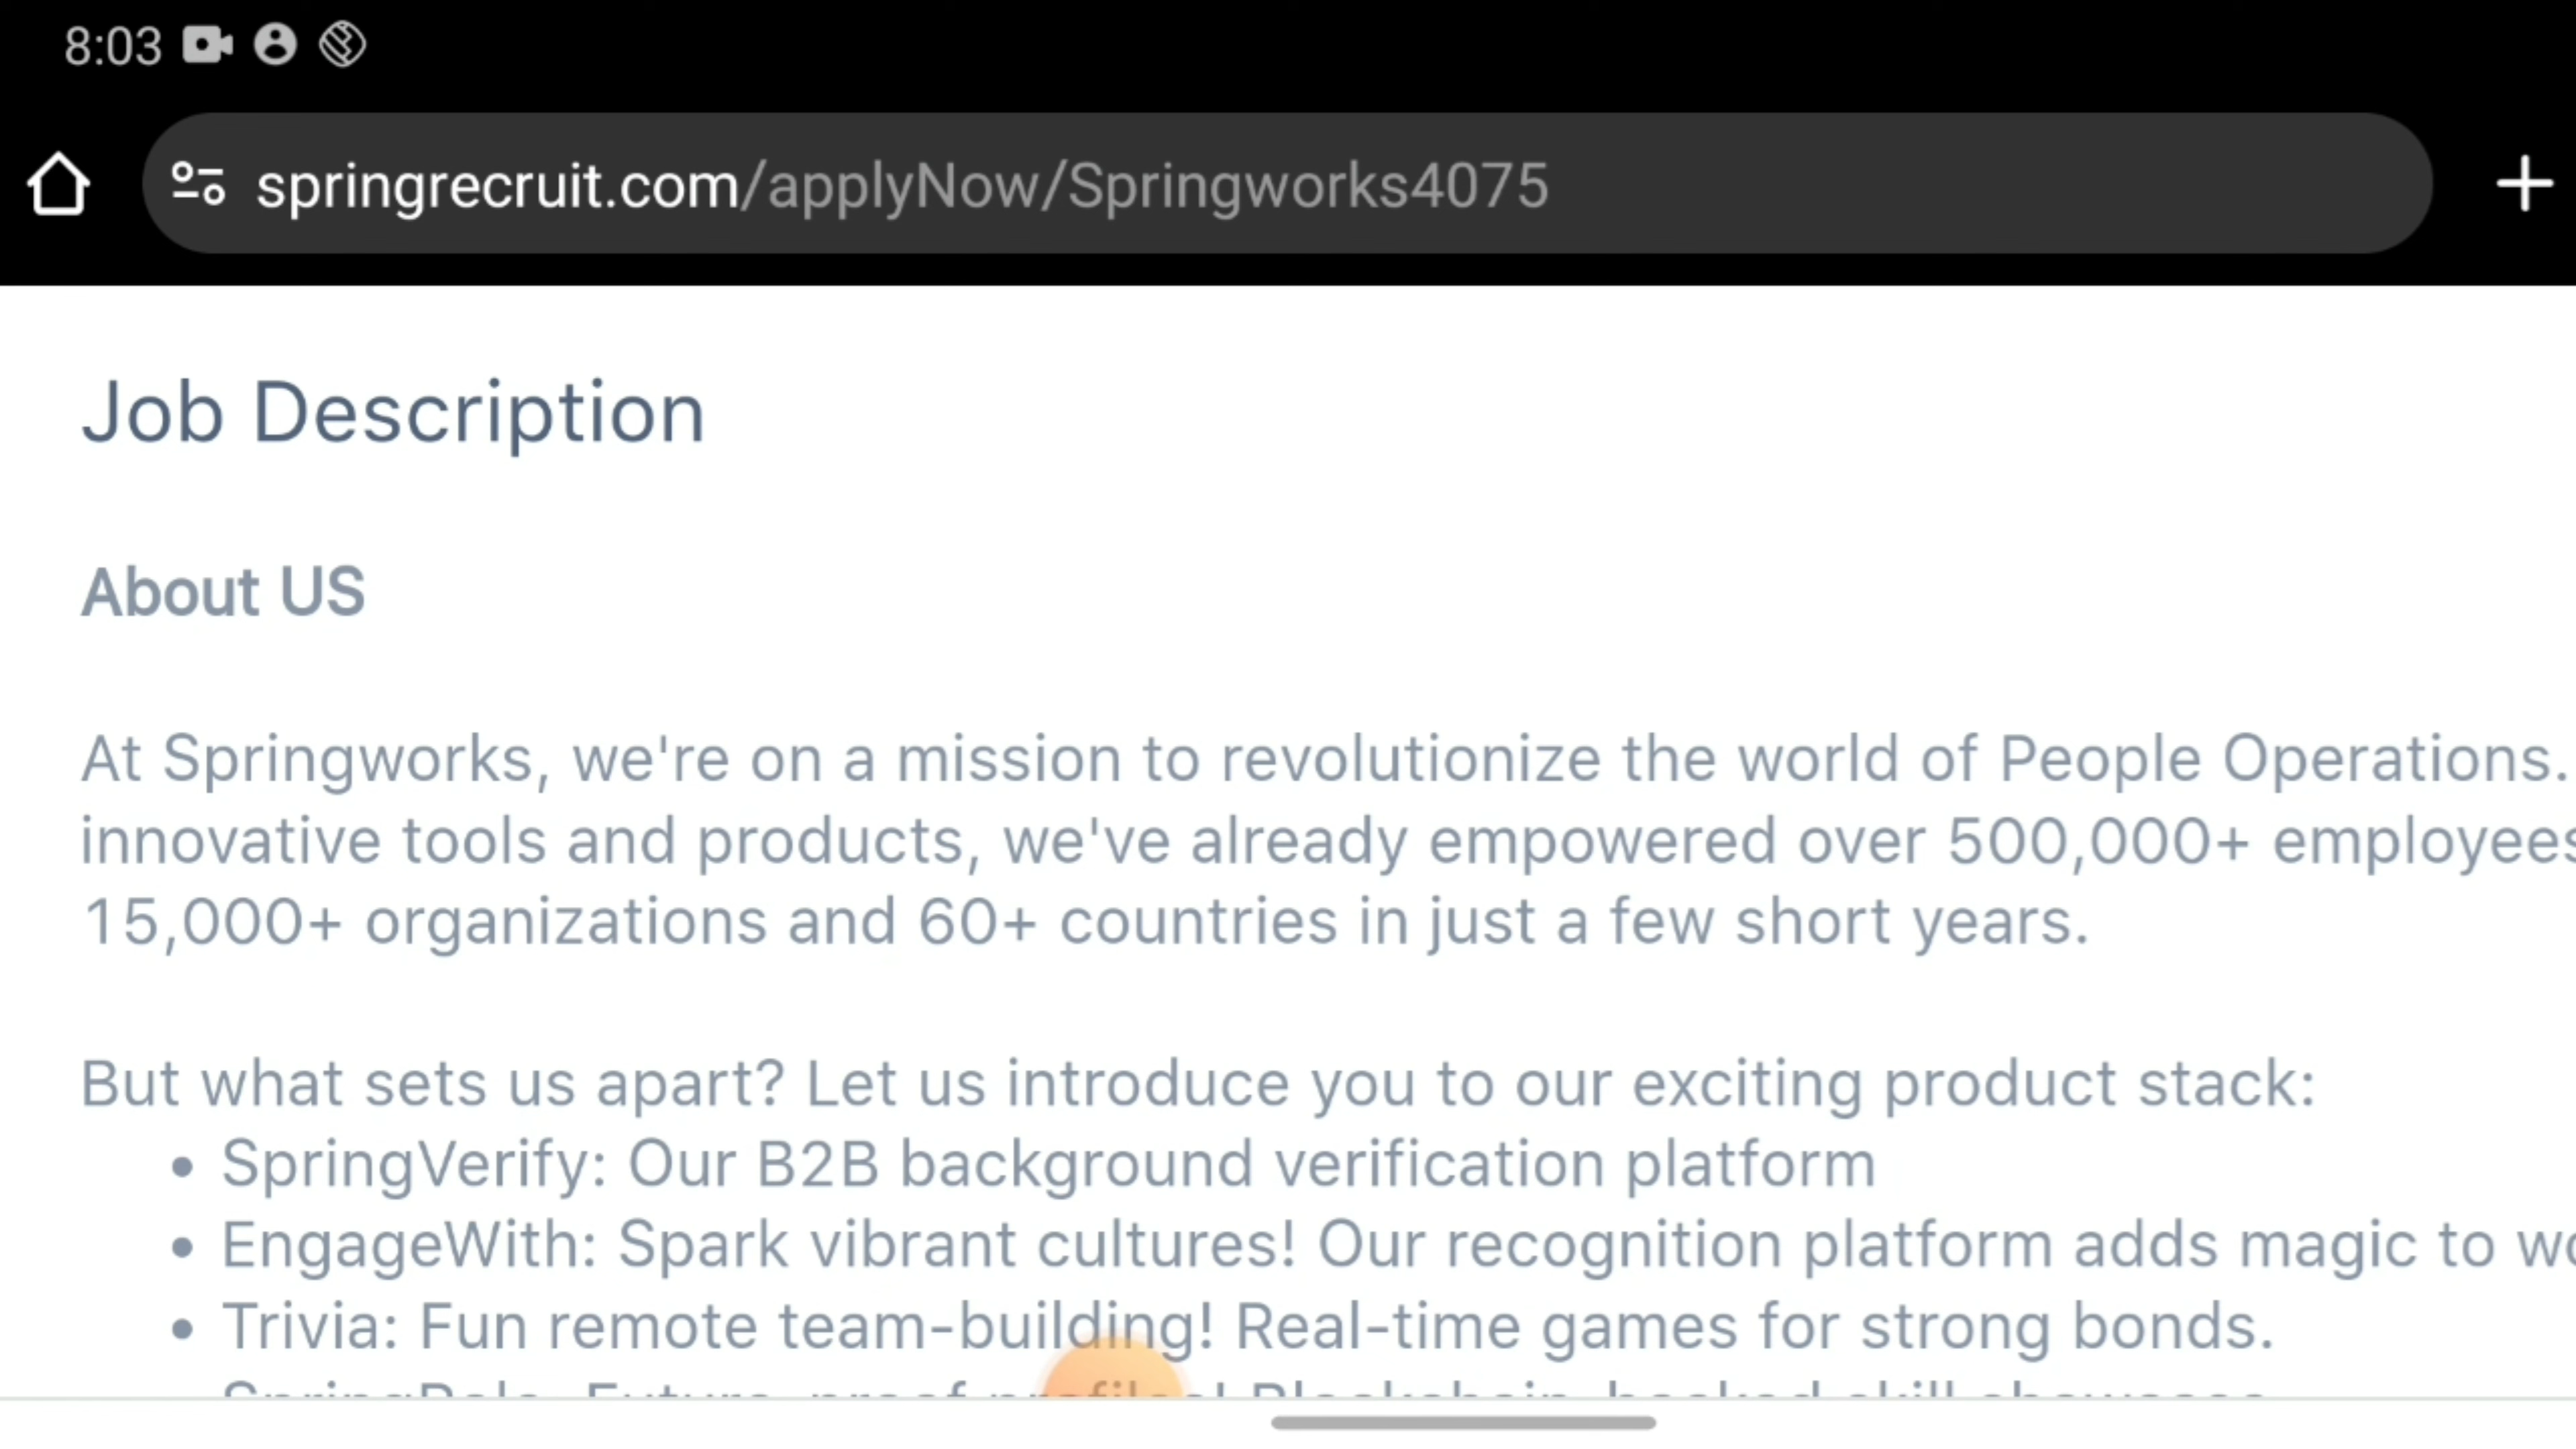 8:03
springrecruit.com/applyNow/Springworks4075
Job Description
About US
At Springworks, we're on a mission to revolutionize the world of People Operations.
innovative tools and products, we've already empowered over 500,000+ employees
15,000+ organizations and 60+ countries in just a few short years.
But what sets us apart? Let us introduce you to our exciting product stack:
• SpringVerify: Our B2B background verification platform
• EngageWith: Spark vibrant cultures! Our recognition platform adds magic to
• Trivia: Fun remote team-building! Real-time games for strong bonds.